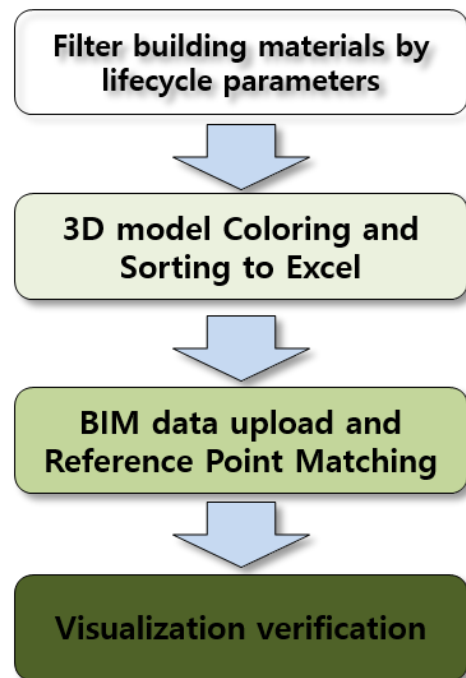 Filter building materials by
lifecycle parameters
3D model Coloring and
Sorting to Excel
BIM data upload and
Reference Point Matching
Visualization verification